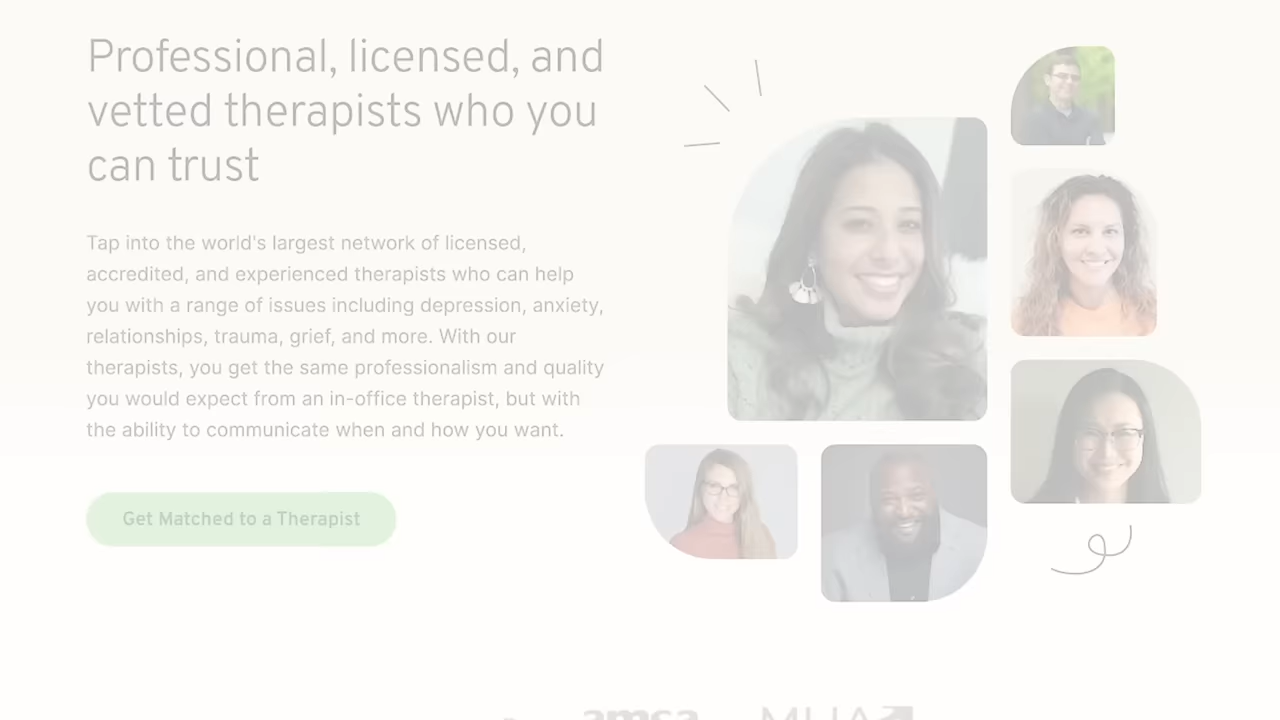 Professional, licensed, and
vetted therapists who you
can trust
Tap into the world's largest network of licensed,
accredited, and experienced therapists who can help
you with a range of issues including depression, anxiety,
relationships, trauma, grief, and more. With our
therapists, you get the same professionalism and quality
you would expect from an in-office therapist, but with
the ability to communicate when and how you want.
Get Matched to a Therapist
amsa MHA